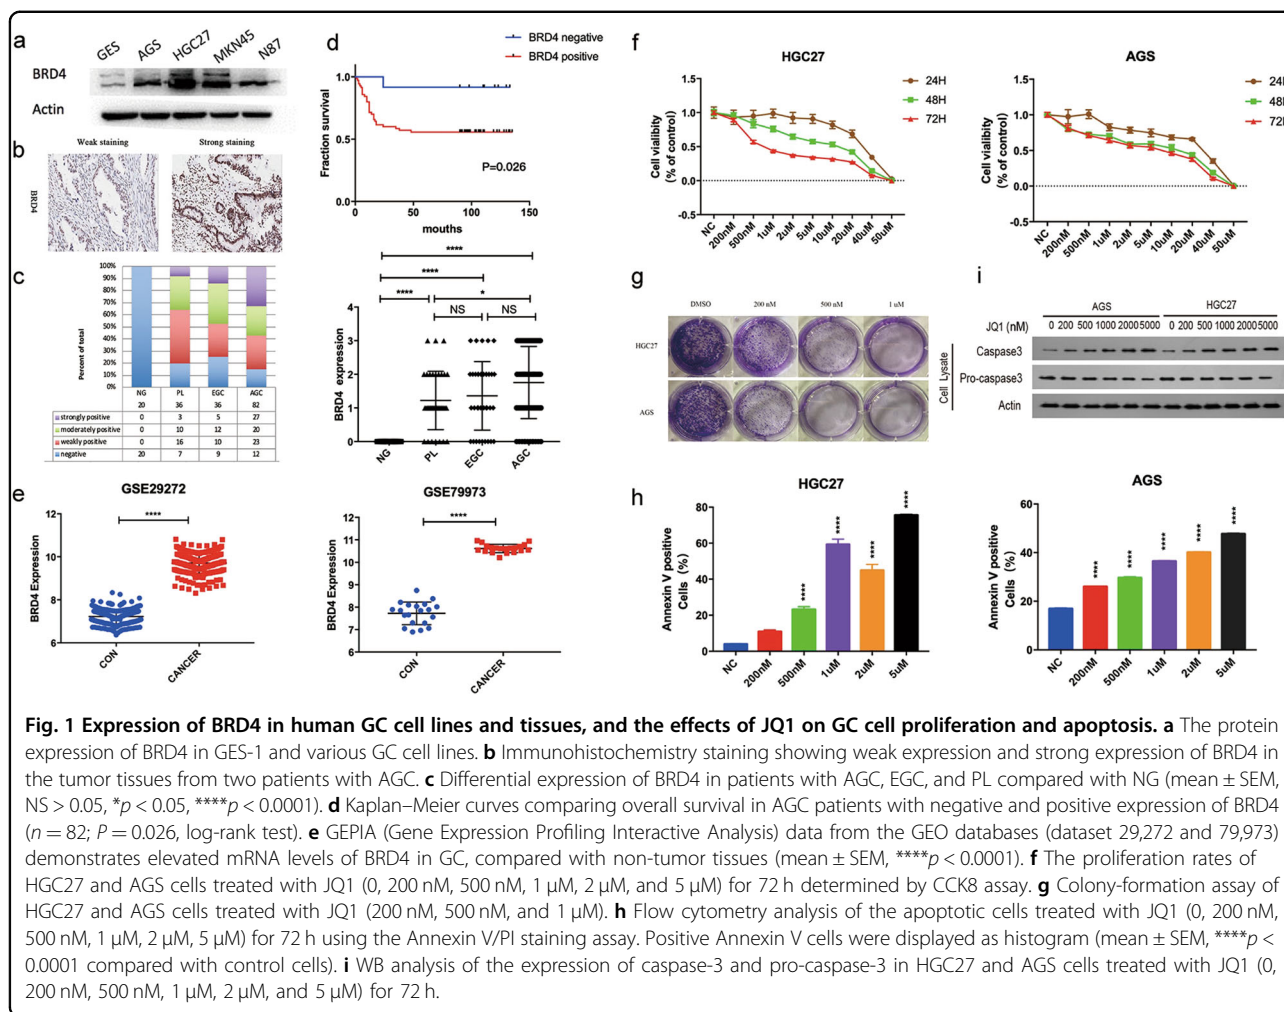 a
GES AGS HGC27 MKN45 N87
BRD4
Actin
b
Weak staining Strong staining
BRD4
c
Percent of total
100%
90%
80%
70%
60%
50%
40%
30%
20%
10%
0%
NG PL EGC AGC
20 36 36 82
strongly positive 0 3 5 27
moderately positive 0 10 12 20
weakly positive 0 16 10 23
negative 20 7 9 12
d
BRD4 negative
BRD4 positive
Fraction survival
1.0
0.5
0.0
P=0.026
0 50 100 150
mouths
****
****
**** *
NS NS
BRD4 expression
4
3
2
1
0
NG PL EGC AGC
e
GSE29272
****
BRD4 Expression
12
10
8
6
CON CANCER
GSE79973
****
BRD4 Expression
12
11
10
9
8
7
6
CON CANCER
f
HGC27
24H
48H
72H
Cell viability
(% of control)
1.5
1.0
0.5
0.0
-0.5
NC 200nM 500nM 1uM 2uM 5uM 10uM 20uM 40uM 50uM
AGS
24H
48H
72H
Cell vialibity
(% of control)
1.5
1.0
0.5
0.0
-0.5
NC 200nM 500nM 1uM 2uM 5uM 10uM 20uM 40uM 50uM
g
DMSO 200 nM 500 nM 1 uM
HGC27
AGS
i
AGS HGC27
JQ1 (nM) 0 200 500 1000 2000 5000 0 200 500 1000 2000 5000
Cell Lysate
Caspase3
Pro-caspase3
Actin
h
HGC27
Annexin V positive
Cells (%)
80
60
40
20
0
**** **** **** ****
NC 200nM 500nM 1uM 2uM 5uM
AGS
Annexin V positive
Cells (%)
60
40
20
0
**** **** **** **** ****
NC 200nM 500nM 1uM 2uM 5uM
Fig. 1 Expression of BRD4 in human GC cell lines and tissues, and the effects of JQ1 on GC cell proliferation and apoptosis. a The protein
expression of BRD4 in GES-1 and various GC cell lines. b Immunohistochemistry staining showing weak expression and strong expression of BRD4 in
the tumor tissues from two patients with AGC. c Differential expression of BRD4 in patients with AGC, EGC, and PL compared with NG (mean ± SEM,
NS > 0.05, *p < 0.05, ****p < 0.0001). d Kaplan–Meier curves comparing overall survival in AGC patients with negative and positive expression of BRD4
(n = 82; P = 0.026, log-rank test). e GEPIA (Gene Expression Profiling Interactive Analysis) data from the GEO databases (dataset 29,272 and 79,973)
demonstrates elevated mRNA levels of BRD4 in GC, compared with non-tumor tissues (mean ± SEM, ****p < 0.0001). f The proliferation rates of
HGC27 and AGS cells treated with JQ1 (0, 200 nM, 500 nM, 1 µM, 2 µM, and 5 µM) for 72 h determined by CCK8 assay. g Colony-formation assay of
HGC27 and AGS cells treated with JQ1 (200 nM, 500 nM, and 1 µM). h Flow cytometry analysis of the apoptotic cells treated with JQ1 (0, 200 nM,
500 nM, 1 µM, 2 µM, 5 µM) for 72 h using the Annexin V/PI staining assay. Positive Annexin V cells were displayed as histogram (mean ± SEM, ****p <
0.0001 compared with control cells). i WB analysis of the expression of caspase-3 and pro-caspase-3 in HGC27 and AGS cells treated with JQ1 (0,
200 nM, 500 nM, 1 µM, 2 µM, and 5 µM) for 72 h.